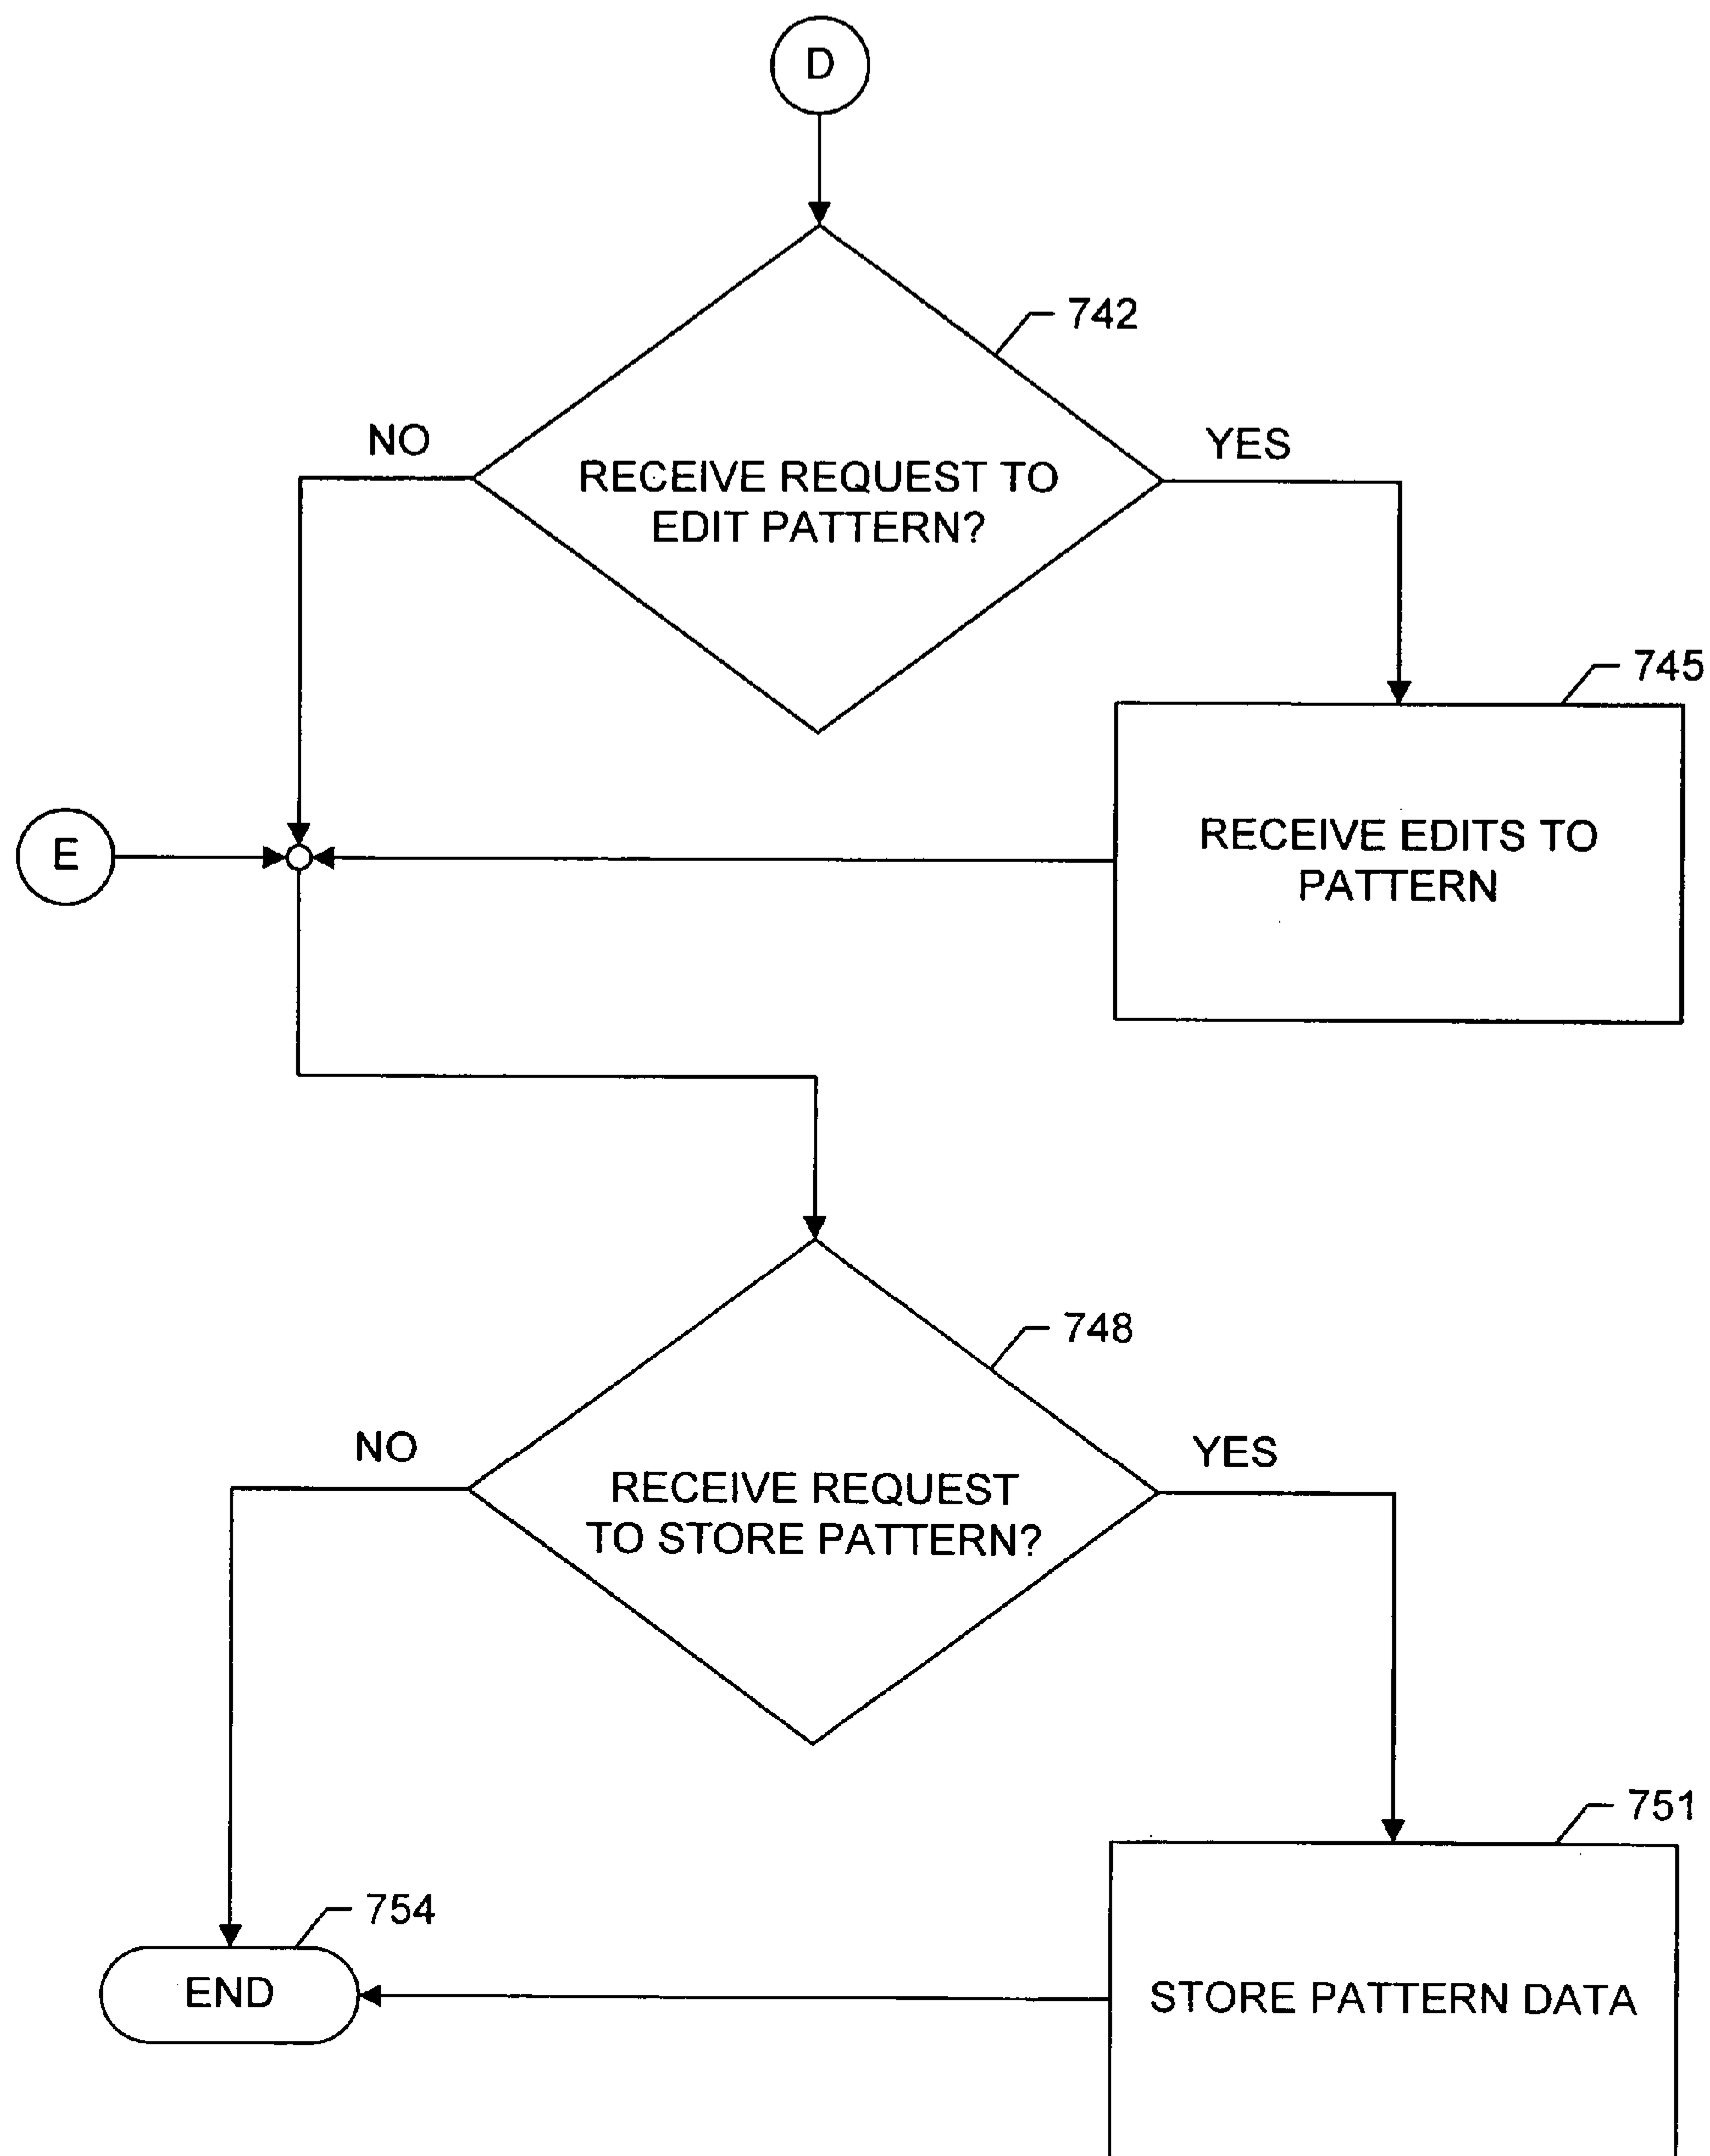 D
742
NO
YES
RECEIVE REQUEST TO
EDIT PATTERN?
745
E
RECEIVE EDITS TO
PATTERN
748
NO
YES
RECEIVE REQUEST
TO STORE PATTERN?
751
754
END
STORE PATTERN DATA